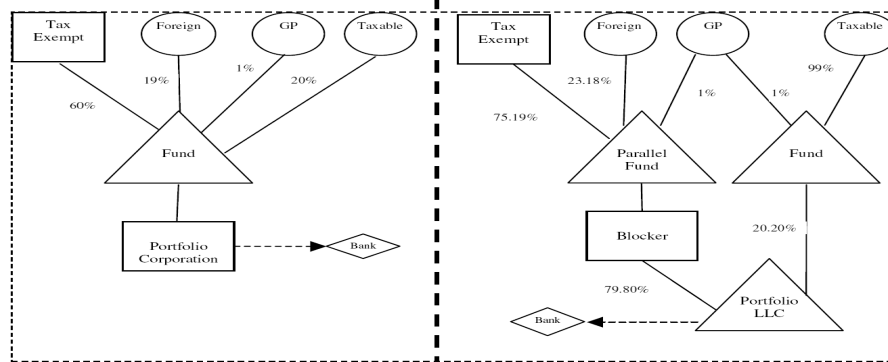 Tax
Exempt
Foreign
GP
Taxable
60%
19%
1%
20%
Fund
Portfolio
Corporation
Bank
Tax
Exempt
Foreign
GP
Taxable
75.19%
23.18%
1%
1%
99%
Parallel
Fund
Fund
Blocker
20.20%
79.80%
Portfolio
LLC
Bank